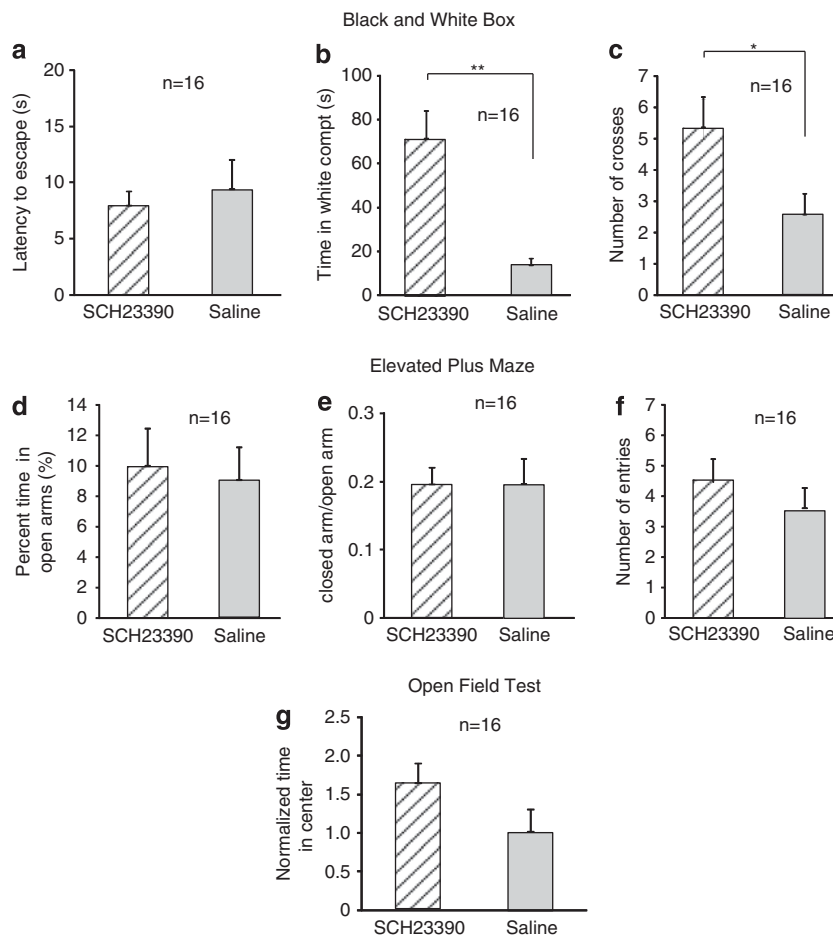 Black and White Box
a
20
15
10
5
0
Latency to escape (s)
n=16
SCH23390
Saline
b
100
80
60
40
20
0
Time in white compt (s)
**
n=16
SCH23390
Saline
c
7
6
5
4
3
2
1
0
Number of crosses
*
n=16
SCH23390
Saline
Elevated Plus Maze
d
14
12
10
8
6
4
2
0
Percent time in
open arms (%)
n=16
SCH23390
Saline
e
0.3
0.2
0.1
0
closed arm/open arm
n=16
SCH23390
Saline
f
7
6
5
4
3
2
1
0
Number of entries
n=16
SCH23390
Saline
Open Field Test
g
2.5
2.0
1.5
1.0
0.5
0
Normalized time
in center
n=16
SCH23390
Saline